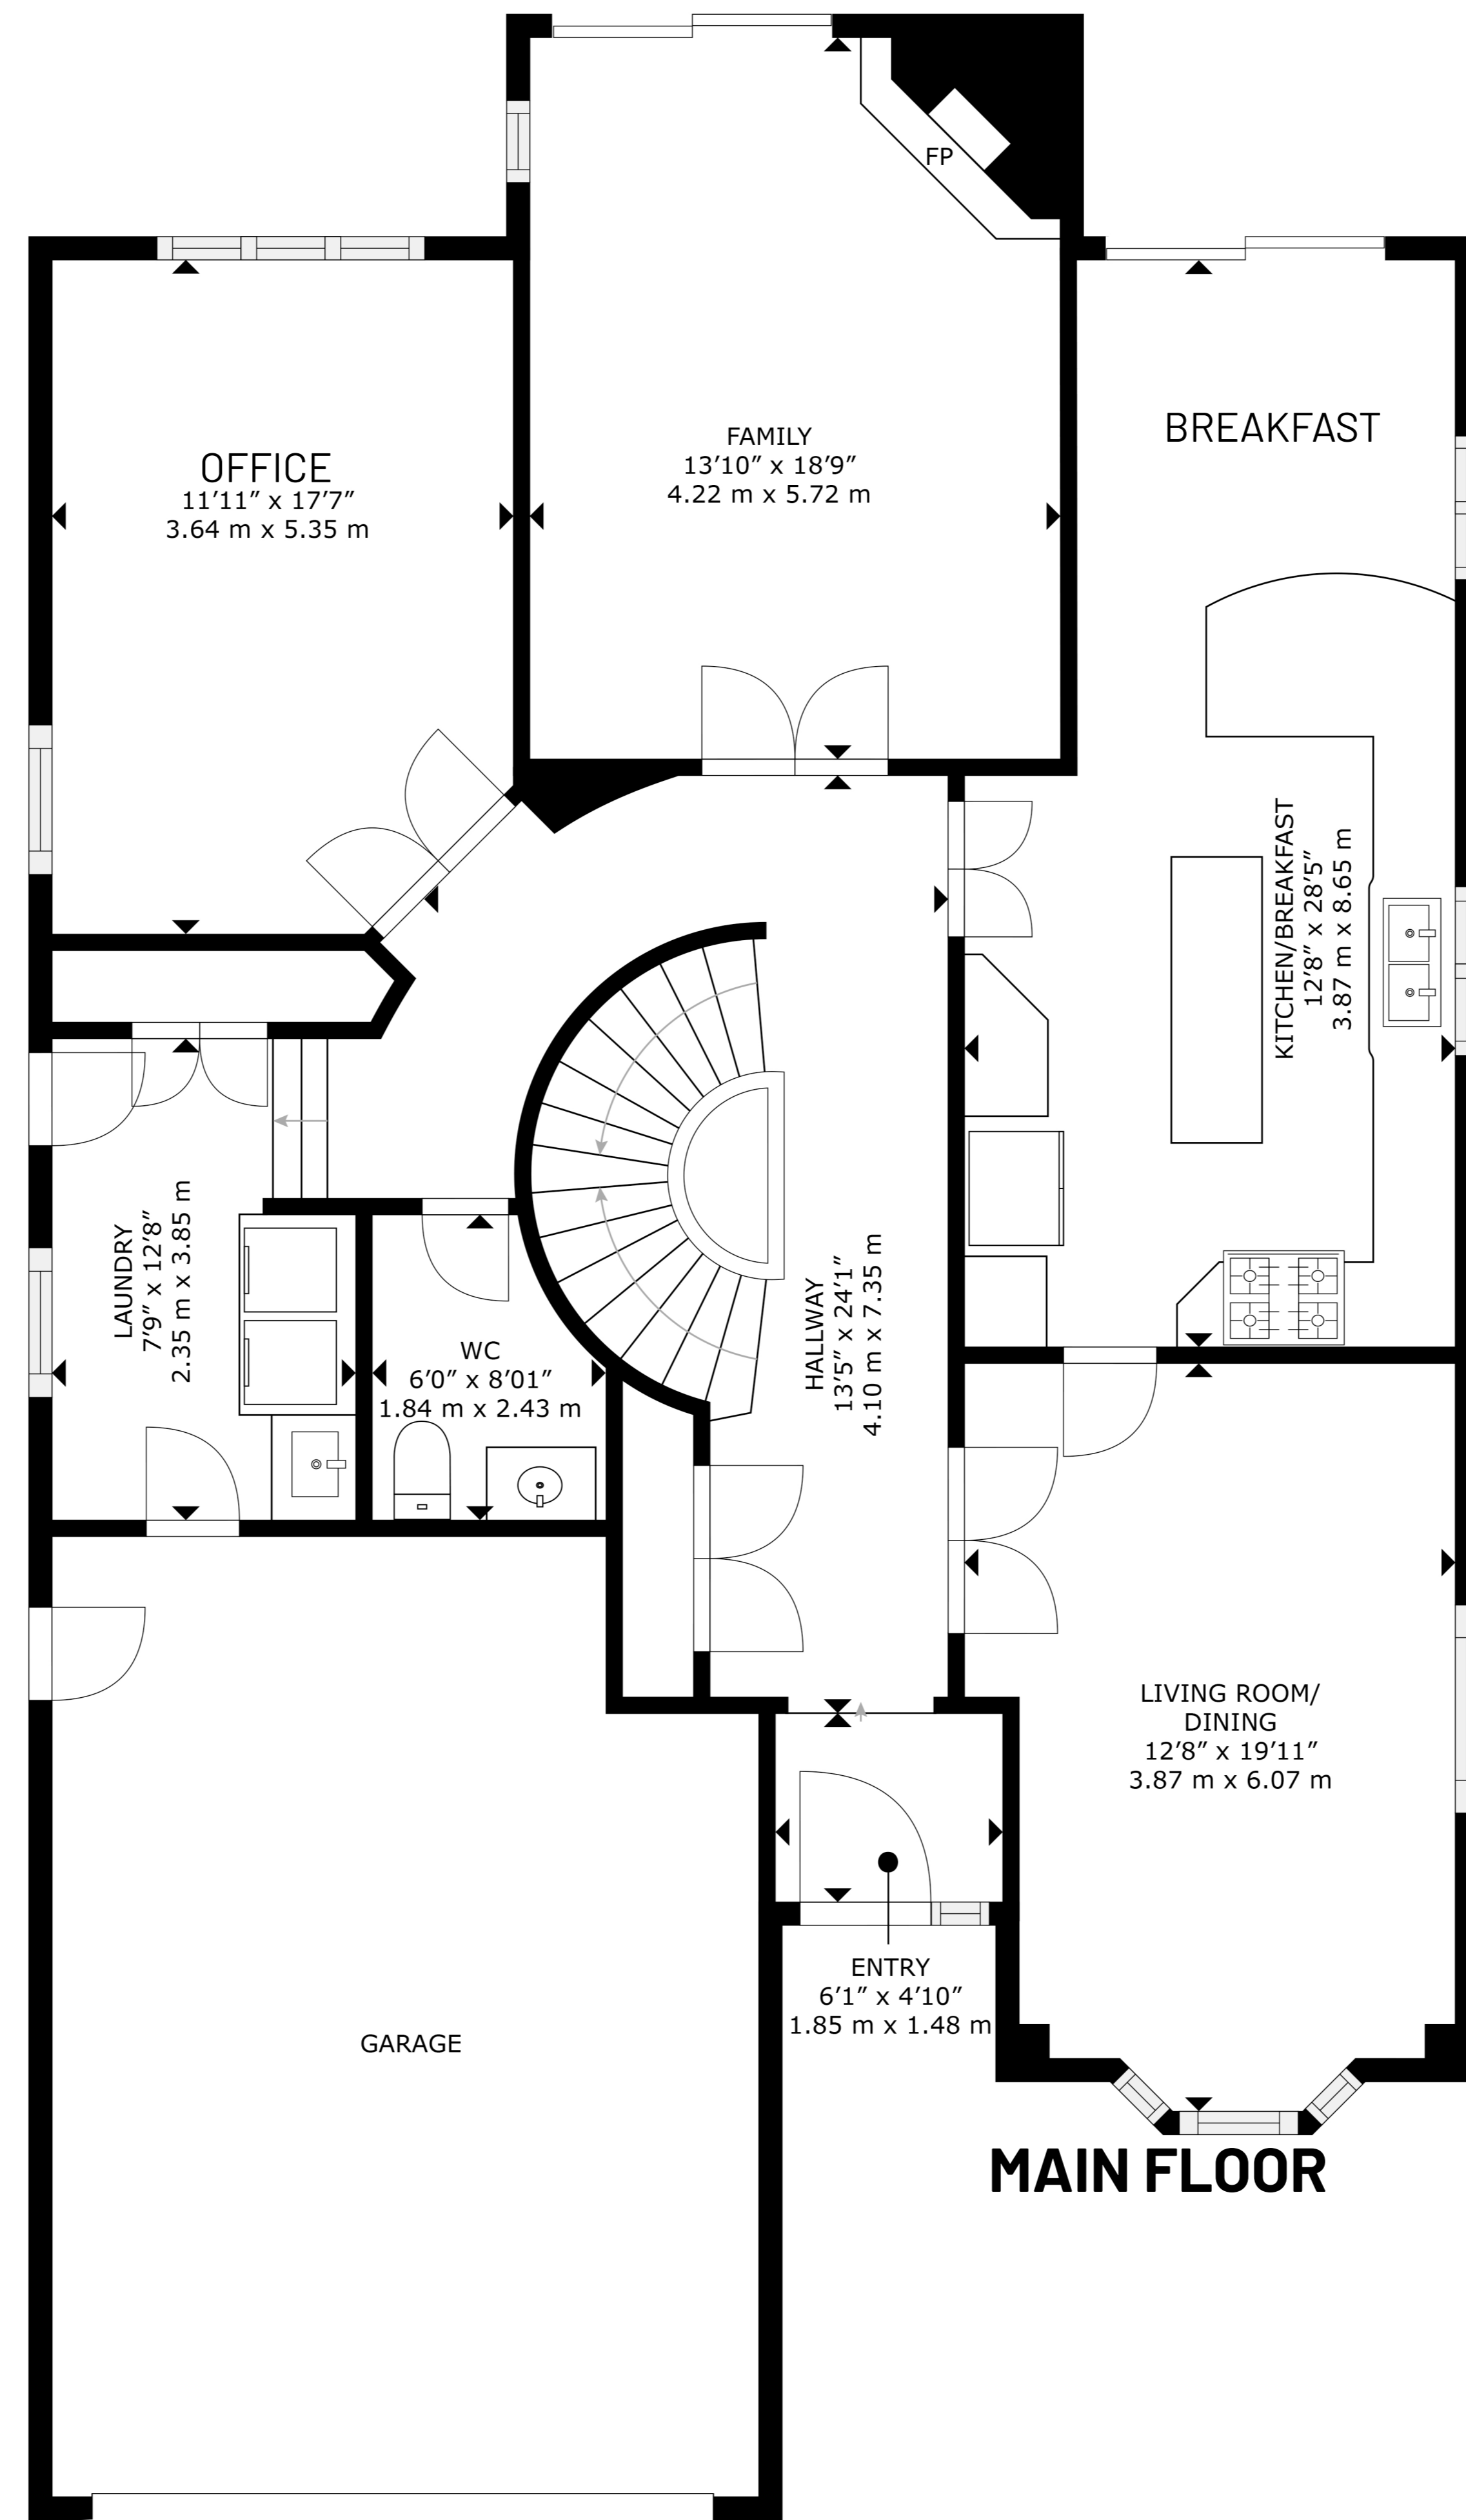 FP
FAMILY
13'10" x 18'9"
4.22 m x 5.72 m
BREAKFAST
OFFICE
11'11" x 17'7"
3.64 m x 5.35 m
KITCHEN/BREAKFAST
12'8" x 28'5"
3.87 m x 8.65 m
LAUNDRY
7'9" x 12'8"
2.35 m x 3.85 m
WC
6'0" x 8'01"
1.84 m x 2.43 m
HALLWAY
13'5" x 24'1"
4.10 m x 7.35 m
LIVING ROOM/
DINING
12'8" x 19'11"
3.87 m x 6.07 m
ENTRY
6'1" x 4'10"
1.85 m x 1.48 m
GARAGE
MAIN FLOOR